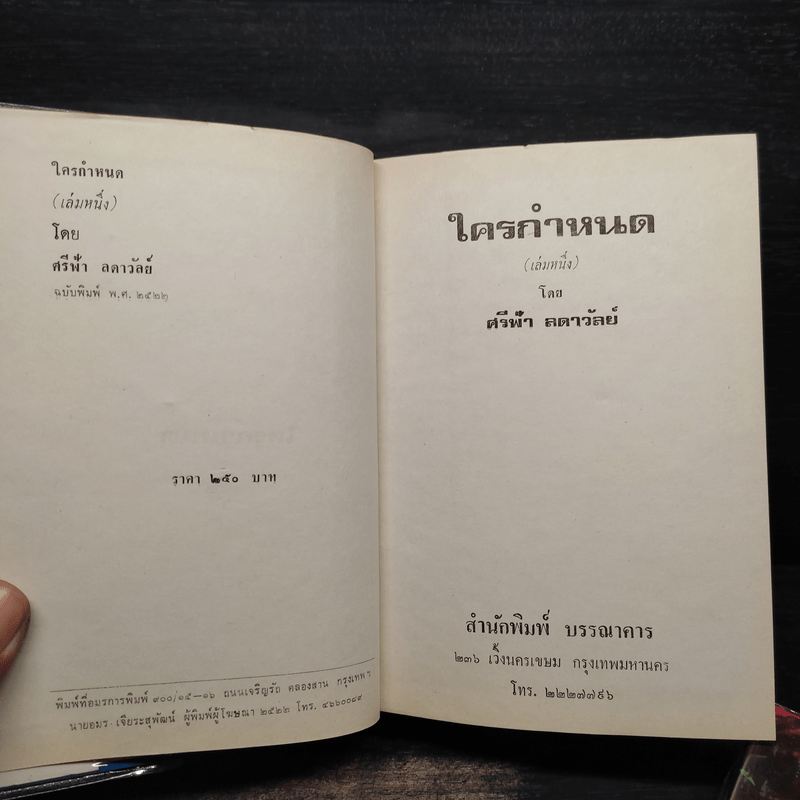 ใครกำหนด
(เล่มหนึ่ง)
โดย
ศรีฟ้า ลดาวัลย์
ฉบับพิมพ์ พ.ศ. ๒๕๒๒
ราคา ๒๕๐ บาท
พิมพ์ที่อมรการพิมพ์ ๙๐๐/๑๕—๑๖ ถนนเจริญรัถ คลองสาน กรุงเทพฯ
นายอมร เจียระสุพัฒน์ ผู้พิมพ์ผู้โฆษณา ๒๕๒๒ โทร. ๔๖๖๐๐๘๙
ใครกำหนด
(เล่มหนึ่ง)
โดย
ศรีฟ้า ลดาวัลย์
สำนักพิมพ์ บรรณาคาร
๒๓๖ เวิ้งนครเขษม กรุงเทพมหานคร
โทร. ๒๒๒๗๗๙๖